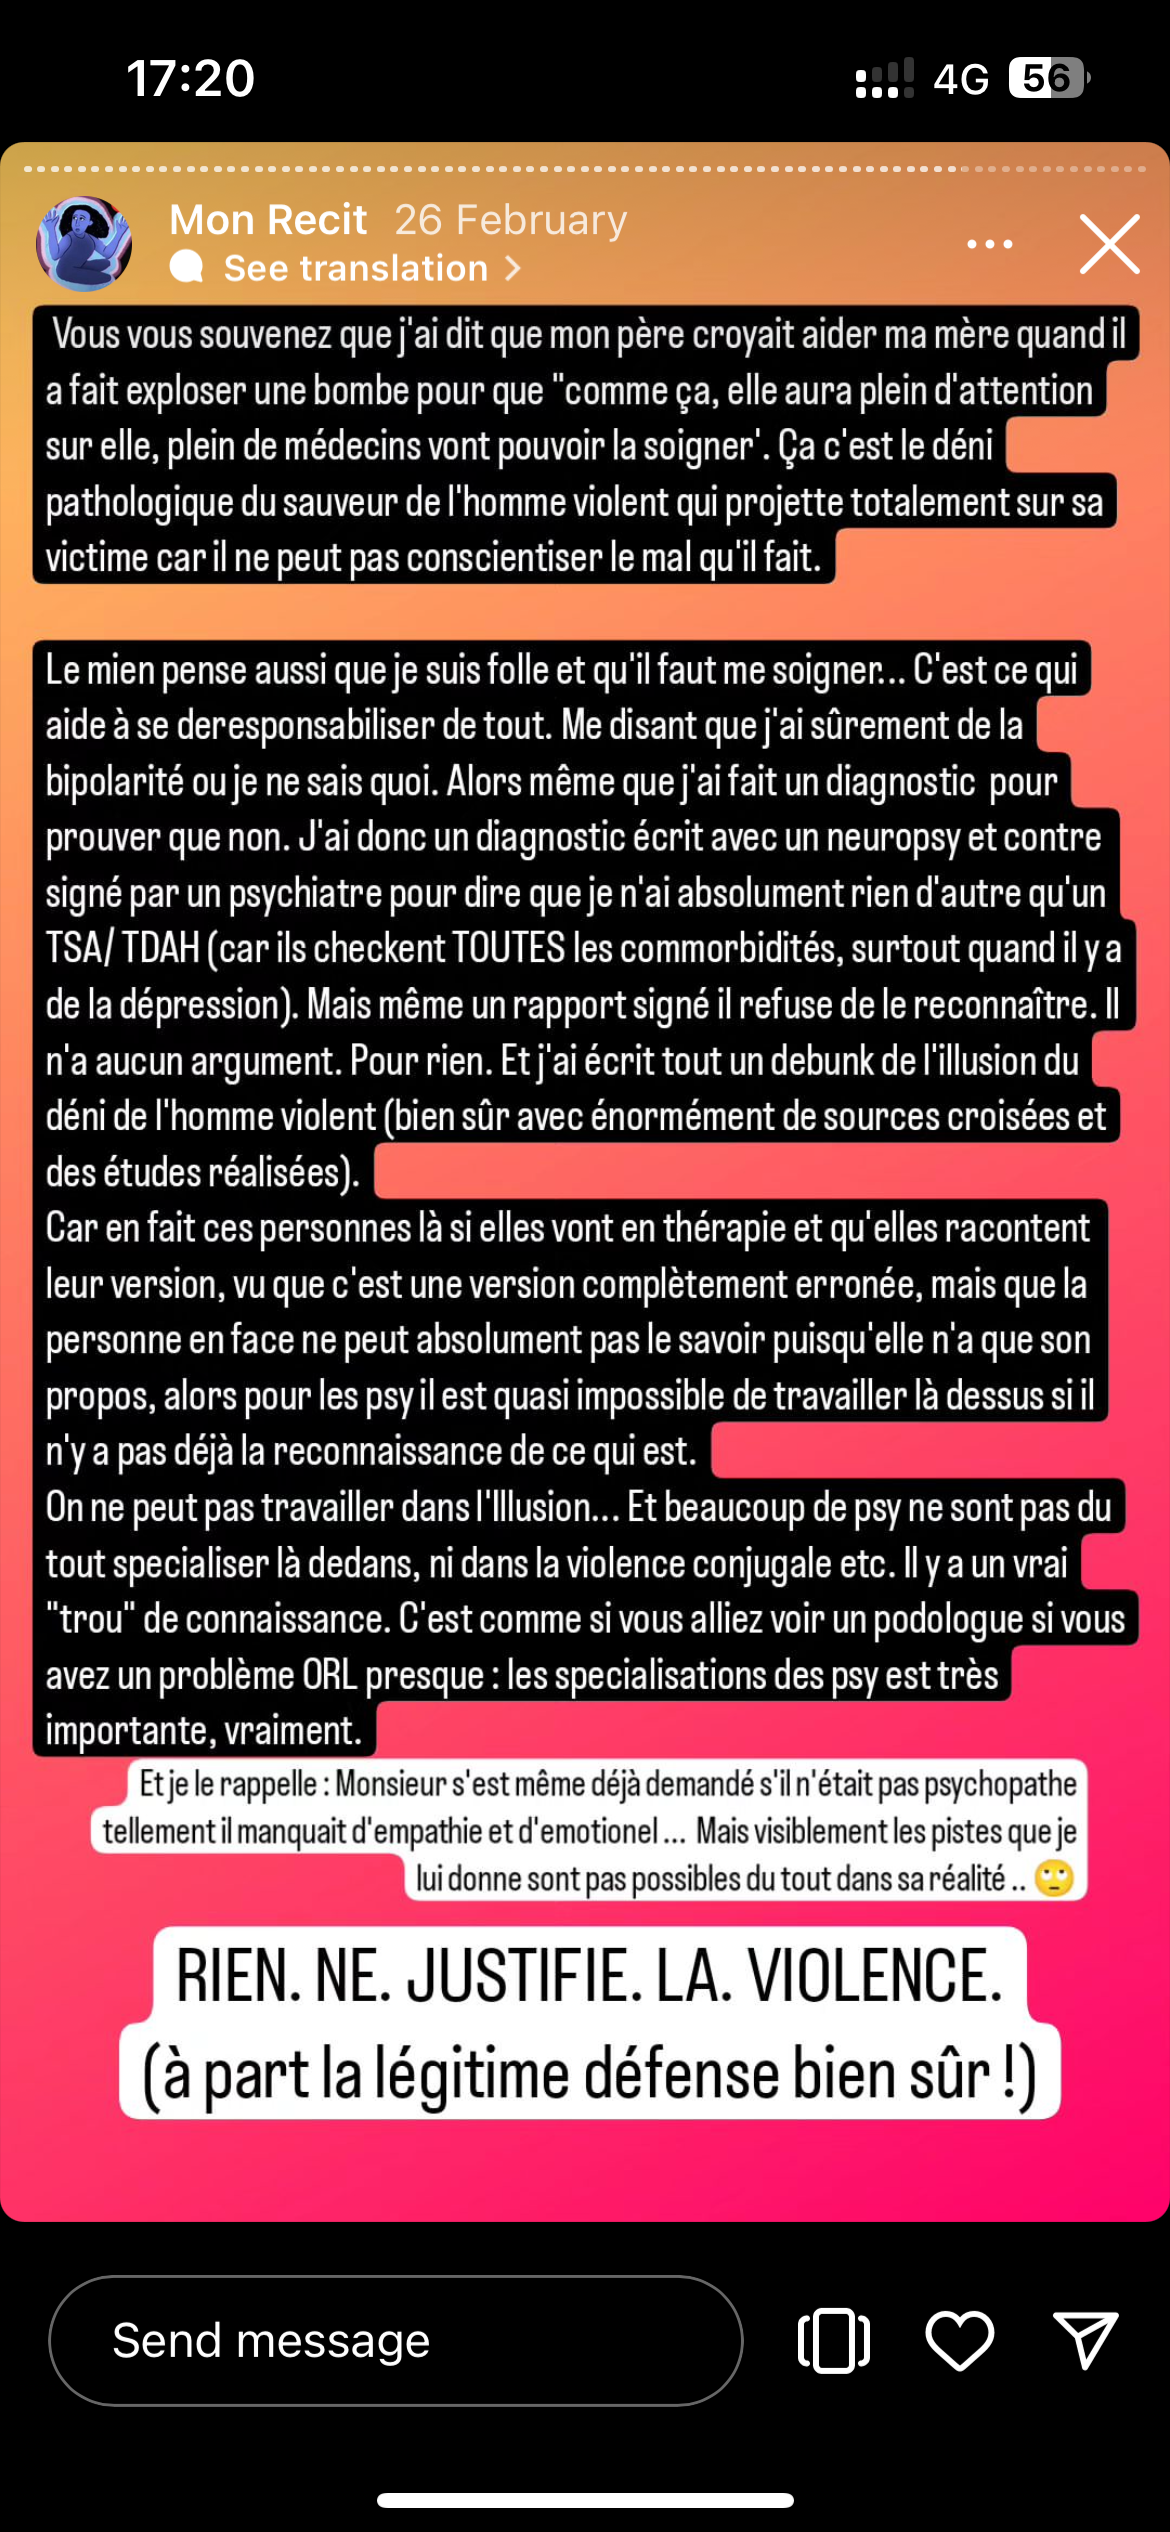 17:20
4G 56
Mon Recit 26 February
See translation >
Vous vous souvenez que j'ai dit que mon père croyait aider ma mère quand il
a fait exploser une bombe pour que "comme ça, elle aura plein d'attention
sur elle, plein de médecins vont pouvoir la soigner'. Ça c'est le déni
pathologique du sauveur de l'homme violent qui projette totalement sur sa
victime car il ne peut pas conscientiser le mal qu'il fait.
Le mien pense aussi que je suis folle et qu'il faut me soigner... C'est ce qui
aide à se deresponsabiliser de tout. Me disant que j'ai sûrement de la
bipolarité ou je ne sais quoi. Alors même que j'ai fait un diagnostic pour
prouver que non. J'ai donc un diagnostic écrit avec un neuropsy et contre
signé par un psychiatre pour dire que je n'ai absolument rien d'autre qu'un
TSA/ TDAH (car ils checkent TOUTES les commorbidités, surtout quand il y a
de la dépression). Mais même un rapport signé il refuse de le reconnaître. Il
n'a aucun argument. Pour rien. Et j'ai écrit tout un debunk de l'illusion du
déni de l'homme violent (bien sûr avec énormément de sources croisées et
des études réalisées).
Car en fait ces personnes là si elles vont en thérapie et qu'elles racontent
leur version, vu que c'est une version complètement erronée, mais que la
personne en face ne peut absolument pas le savoir puisqu'elle n'a que son
propos, alors pour les psy il est quasi impossible de travailler là dessus si il
n'y a pas déjà la reconnaissance de ce qui est.
On ne peut pas travailler dans l'Illusion... Et beaucoup de psy ne sont pas du
tout specialiser là dedans, ni dans la violence conjugale etc. Il y a un vrai
"trou" de connaissance. C'est comme si vous alliez voir un podologue si vous
avez un problème ORL presque : les specialisations des psy est très
importante, vraiment.
Et je le rappelle : Monsieur s'est même déjà demandé s'il n'était pas psychopathe
tellement il manquait d'empathie et d'emotionel ... Mais visiblement les pistes que je
lui donne sont pas possibles du tout dans sa réalité .. 🙄
RIEN. NE. JUSTIFIE. LA. VIOLENCE.
(à part la légitime défense bien sûr !)
Send message